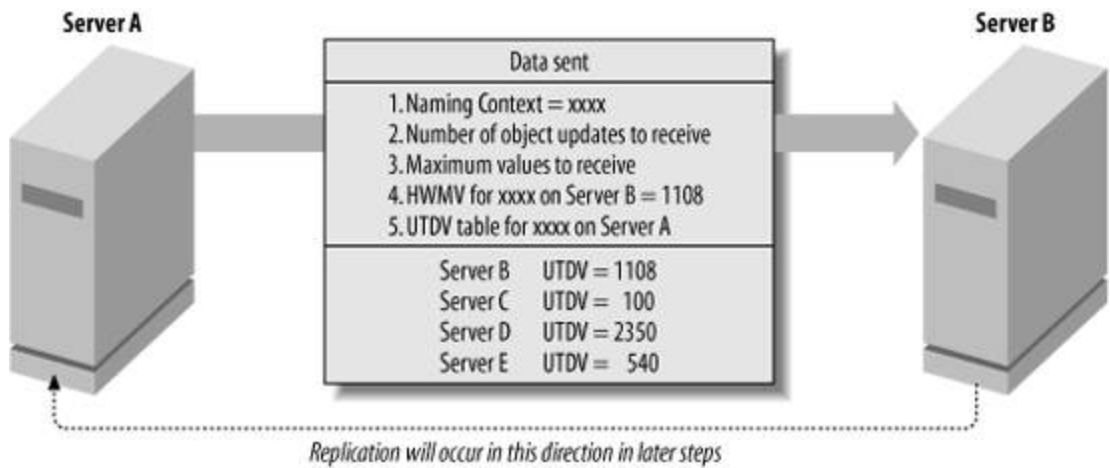 Server A
Server B
Data sent
1. Naming Context = xxxx
2. Number of object updates to receive
3. Maximum values to receive
4. HWMV for xxxx on Server B = 1108
5. UTDV table for xxxx on Server A
Server B UTDV = 1108
Server C UTDV = 100
Server D UTDV = 2350
Server E UTDV = 540
Replication will occur in this direction in later steps